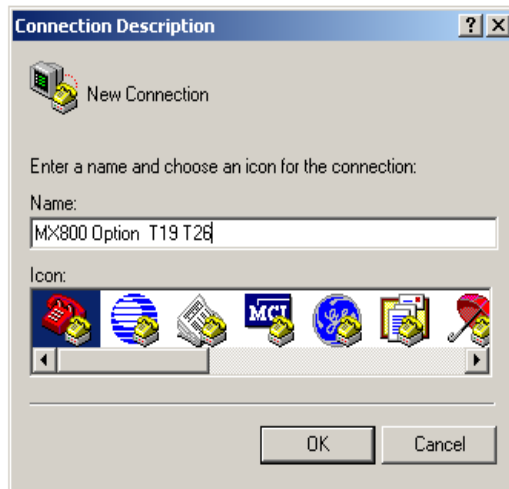 Connection Description
New Connection
Enter a name and choose an icon for the connection:
Name:
MX800 Option  T19 T26
Icon:
MCI
OK
Cancel